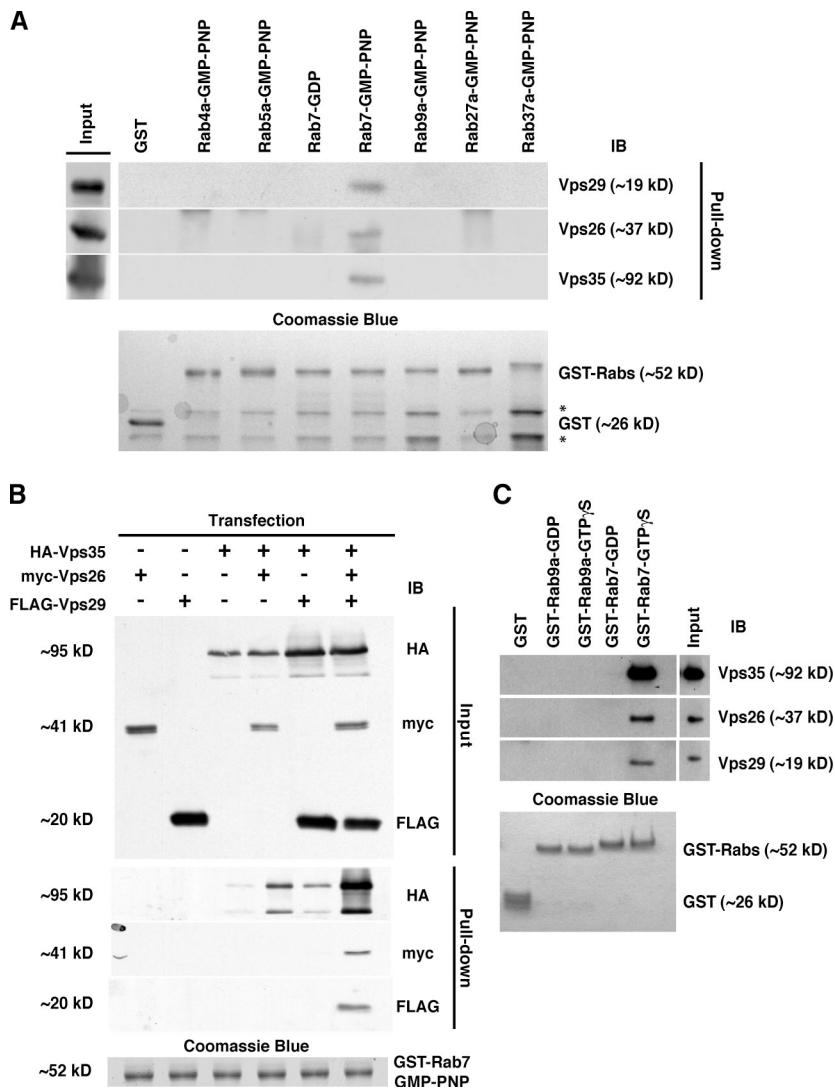 A
Input
GST
Rab4a-GMP-PNP
Rab5a-GMP-PNP
Rab7-GDP
Rab7-GMP-PNP
Rab9a-GMP-PNP
Rab27a-GMP-PNP
Rab37a-GMP-PNP
IB
Vps29 (~19 kD)
Vps26 (~37 kD)
Vps35 (~92 kD)
Pull-down
Coomassie Blue
GST-Rabs (~52 kD)
*
GST (~26 kD)
*
B
Transfection
HA-Vps35 - - + + + +
myc-Vps26 + - - + - +
FLAG-Vps29 - + - - + +
IB
~95 kD HA
~41 kD myc
~20 kD FLAG
Input
~95 kD HA
~41 kD myc
~20 kD FLAG
Pull-down
Coomassie Blue
~52 kD GST-Rab7
GMP-PNP
C
GST
GST-Rab9a-GDP
GST-Rab9a-GTPγS
GST-Rab7-GDP
GST-Rab7-GTPγS
Input
IB
Vps35 (~92 kD)
Vps26 (~37 kD)
Vps29 (~19 kD)
Coomassie Blue
GST-Rabs (~52 kD)
GST (~26 kD)